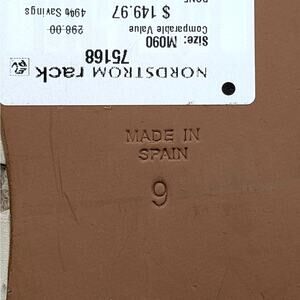 NORDSTROM rack
75168
Size: M090
Comparable Value
298.00
$ 149.97
49% Savings
MADE IN
SPAIN
9